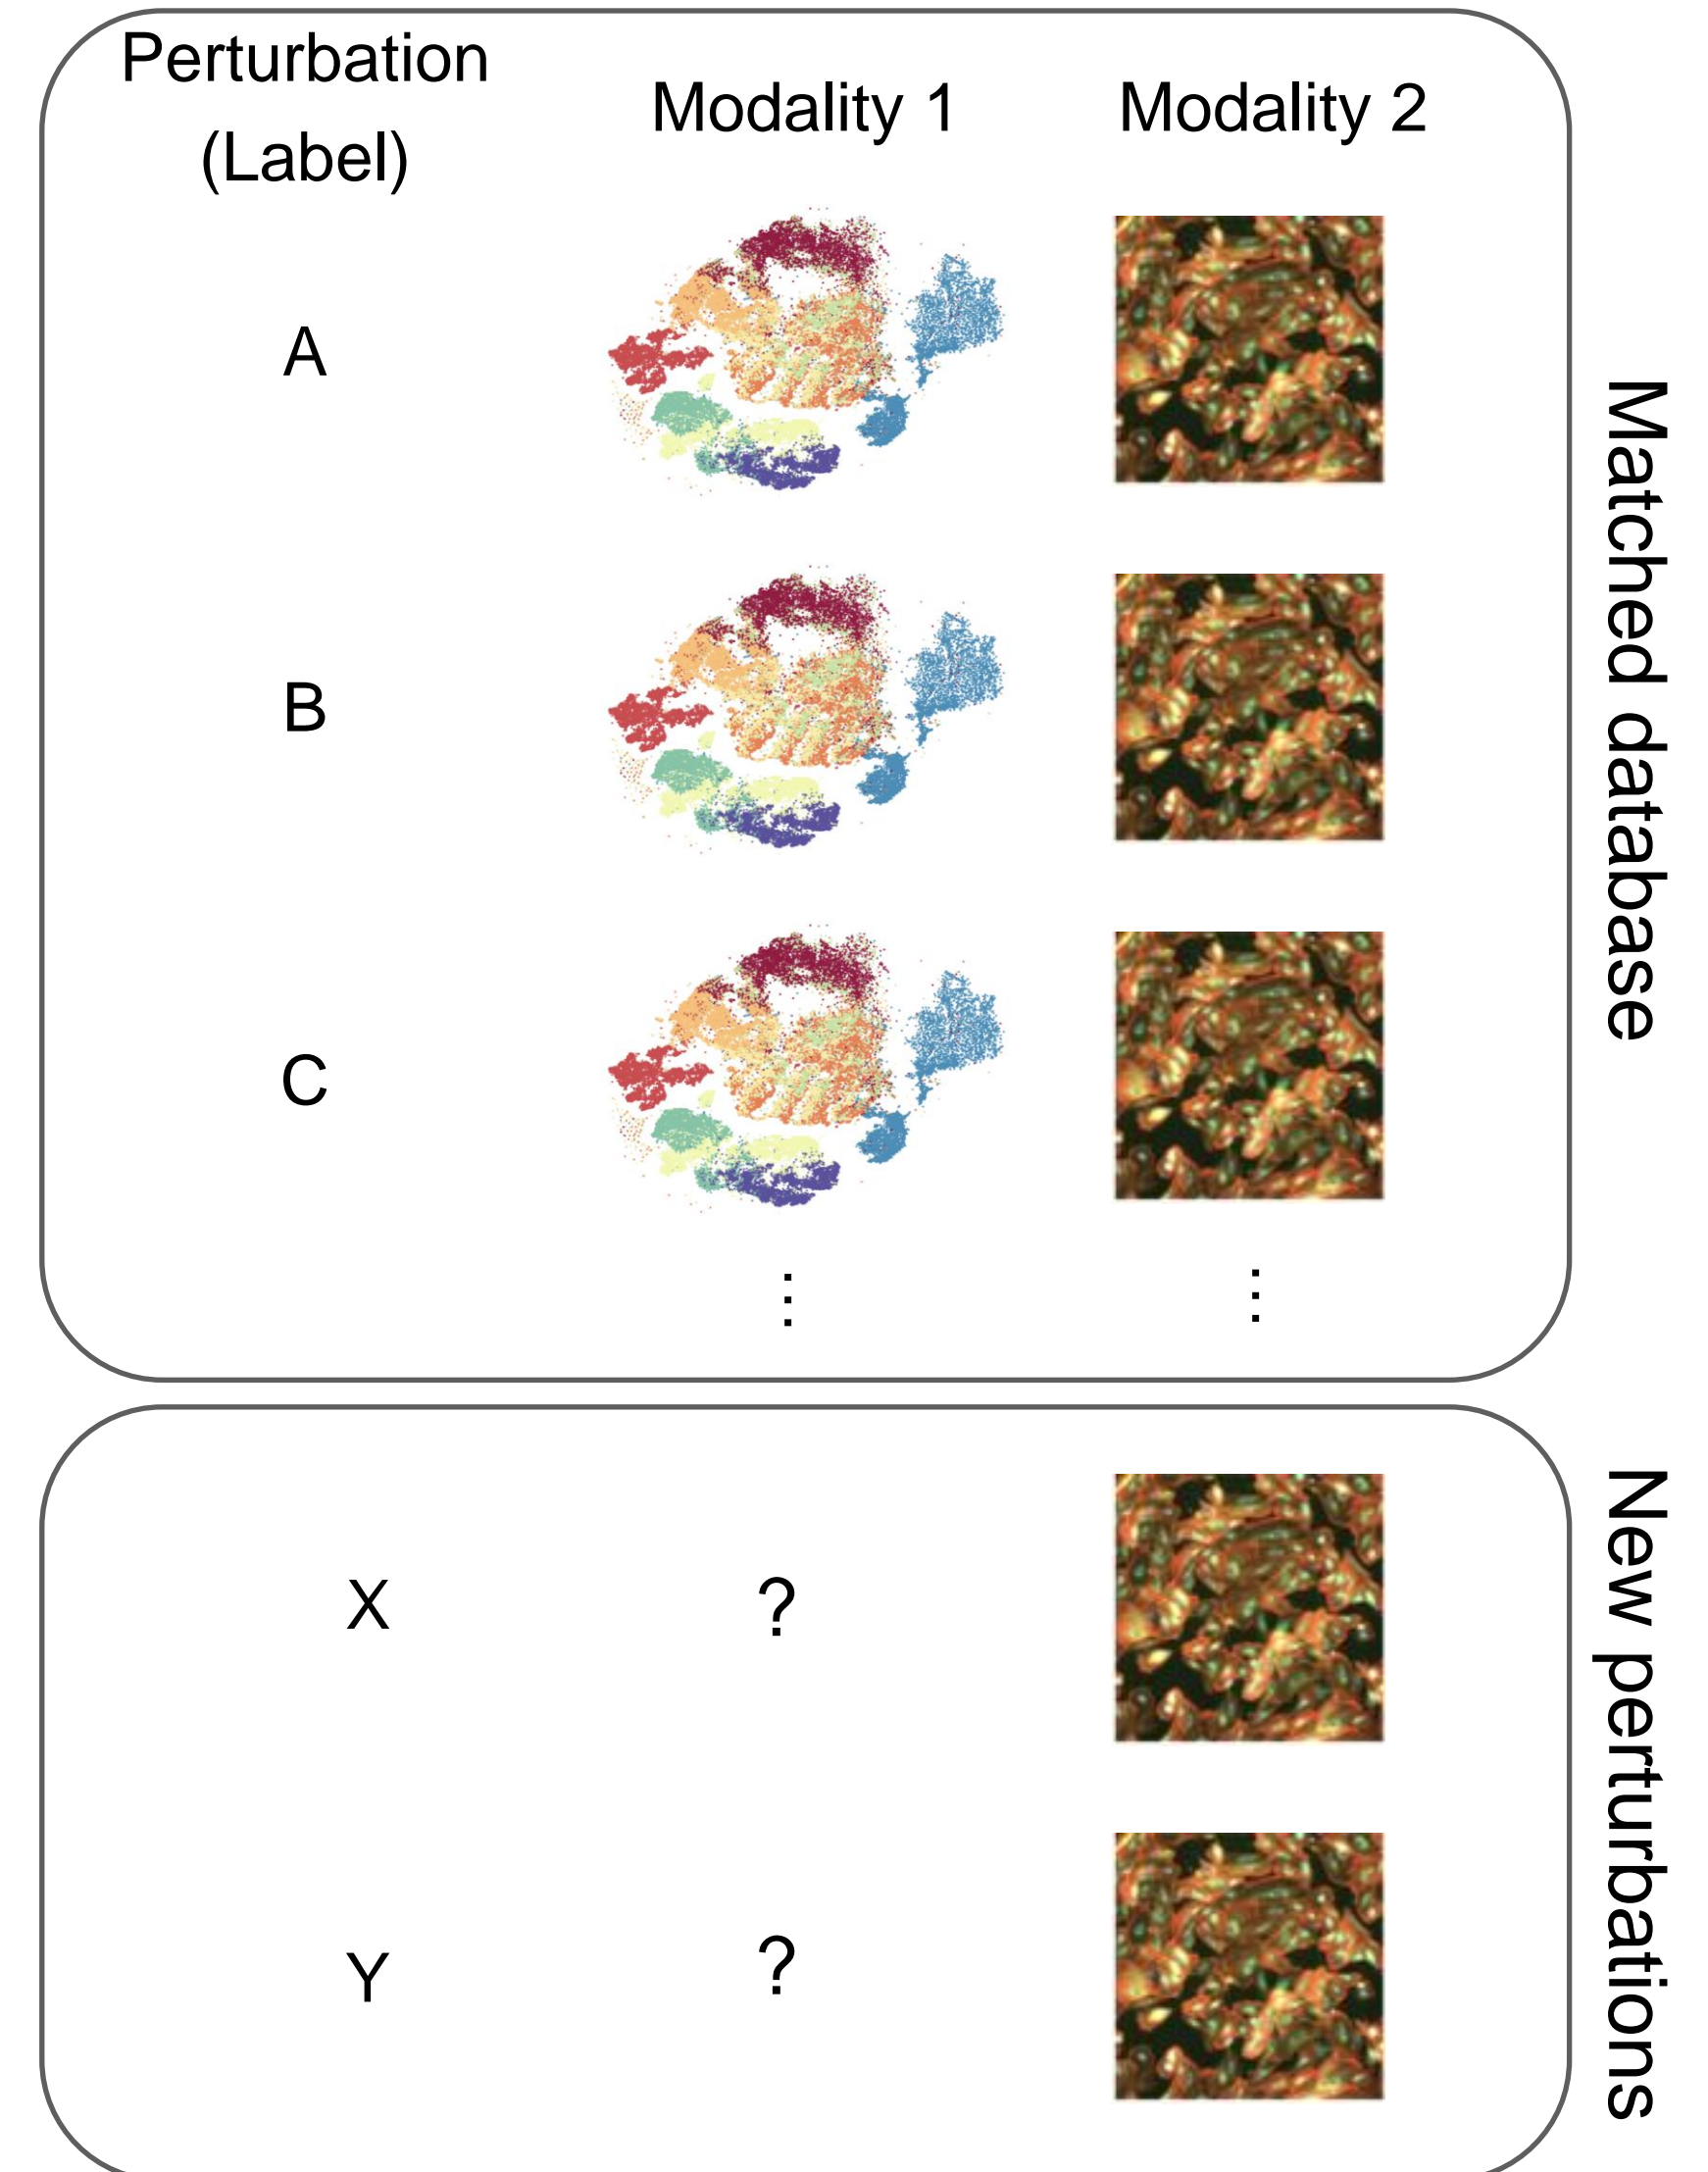 Perturbation
(Label)
Modality 1
Modality 2
A
B
C
⋮
⋮
Matched database
X
?
Y
?
New perturbations